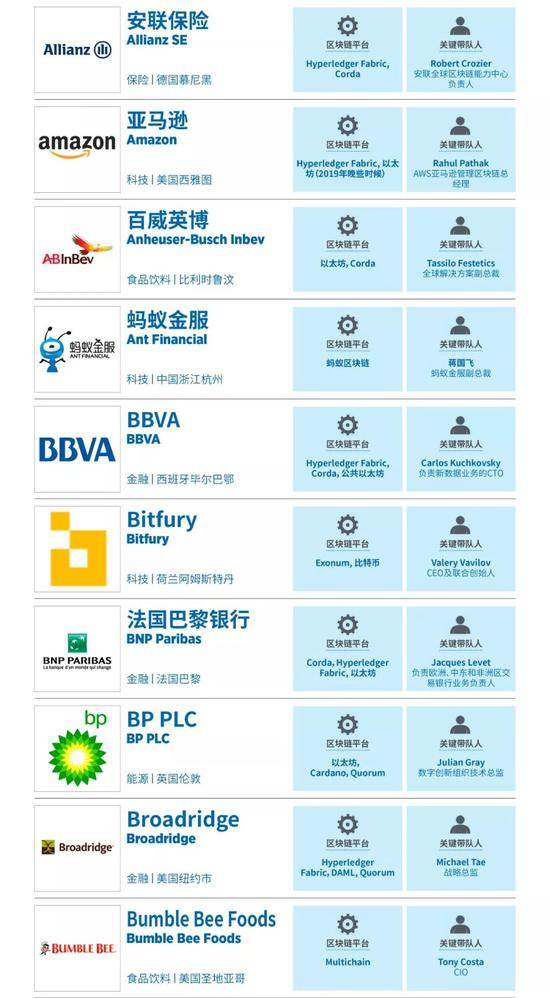 Allianz
安联保险
Allianz SE
保险 | 德国慕尼黑
区块链平台
Hyperledger Fabric,
Corda
关键带队人
Robert Crozier
安联全球区块链能力中心
负责人
amazon
亚马逊
Amazon
科技 | 美国西雅图
区块链平台
Hyperledger Fabric, 以太
坊 (2019年晚些时候)
关键带队人
Rahul Pathak
AWS亚马逊管理区块链总
经理
ABInBev
百威英博
Anheuser-Busch Inbev
食品饮料 | 比利时鲁汶
区块链平台
以太坊, Corda
关键带队人
Tassilo Festetics
全球解决方案副总裁
蚂蚁金服
ANT FINANCIAL
蚂蚁金服
Ant Financial
科技 | 中国浙江杭州
区块链平台
蚂蚁区块链
关键带队人
蒋国飞
蚂蚁金服副总裁
BBVA
BBVA
BBVA
金融 | 西班牙毕尔巴鄂
区块链平台
Hyperledger Fabric,
Corda, 公共以太坊
关键带队人
Carlos Kuchkovsky
负责新数据业务的CTO
Bitfury
Bitfury
科技 | 荷兰阿姆斯特丹
区块链平台
Exonum, 比特币
关键带队人
Valery Vavilov
CEO及联合创始人
BNP PARIBAS
La banque d'un monde qui change
法国巴黎银行
BNP Paribas
金融 | 法国巴黎
区块链平台
Corda, Hyperledger
Fabric, 以太坊
关键带队人
Jacques Levet
负责欧洲、中东和非洲区交
易银行业务负责人
bp
BP PLC
BP PLC
能源 | 英国伦敦
区块链平台
以太坊,
Cardano, Quorum
关键带队人
Julian Gray
数字创新组织技术总监
Broadridge
Broadridge
Broadridge
金融 | 美国纽约市
区块链平台
Hyperledger
Fabric, DAML, Quorum
关键带队人
Michael Tae
战略总监
BUMBLE BEE
Bumble Bee Foods
Bumble Bee Foods
食品饮料 | 美国圣地亚哥
区块链平台
Multichain
关键带队人
Tony Costa
CIO